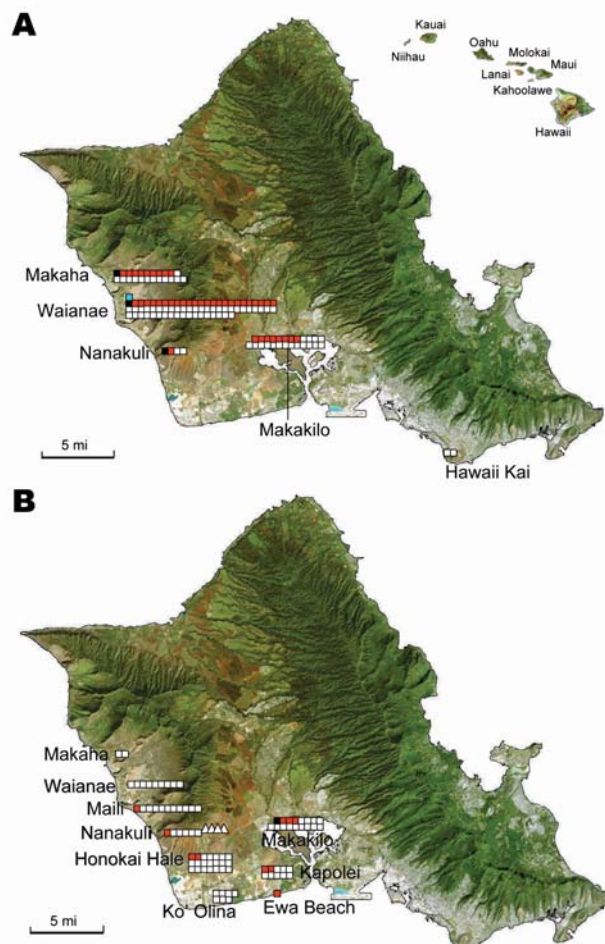 A
Kauai
Niihau
Oahu
Molokai
Lanai
Maui
Kahoolawe
Hawaii
Makaha
Waianae
Nanakuli
Makakilo
5 mi
Hawaii Kai
B
Makaha
Waianae
Maili
Nanakuli
Makakilo
Honokai Hale
Kapolei
Ko Olina
Ewa Beach
5 mi